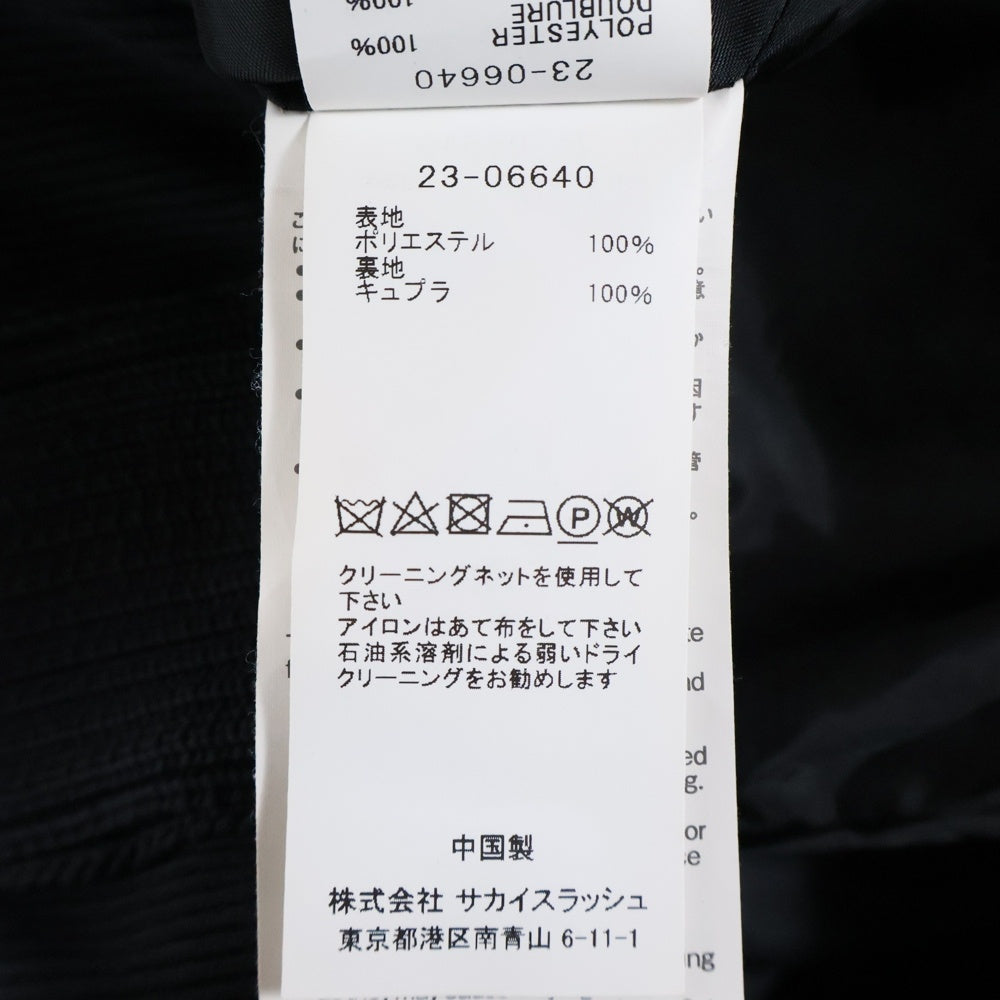 100%
DOUBLURE
POLYESTER 100%
23-06640
23-06640
表地
ポリエステル 100%
裏地
キュプラ 100%
P W
クリーニングネットを使用して
下さい
アイロンはあて布をして下さい
石油系溶剤による弱いドライ
クリーニングをお勧めします
中国製
株式会社 サカイスラッシュ
東京都港区南青山 6-11-1